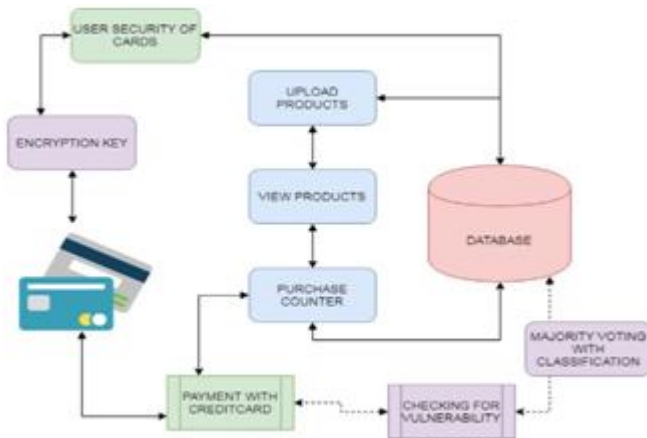 USER SECURITY OF
CARDS
UPLOAD
PRODUCTS
ENCRYPTION KEY
VIEW PRODUCTS
DATABASE
PURCHASE
COUNTER
MAJORITY VOTING
WITH
CLASSIFICATION
PAYMENT WITH
CREDITCARD
CHECKING FOR
VULNERABILITY